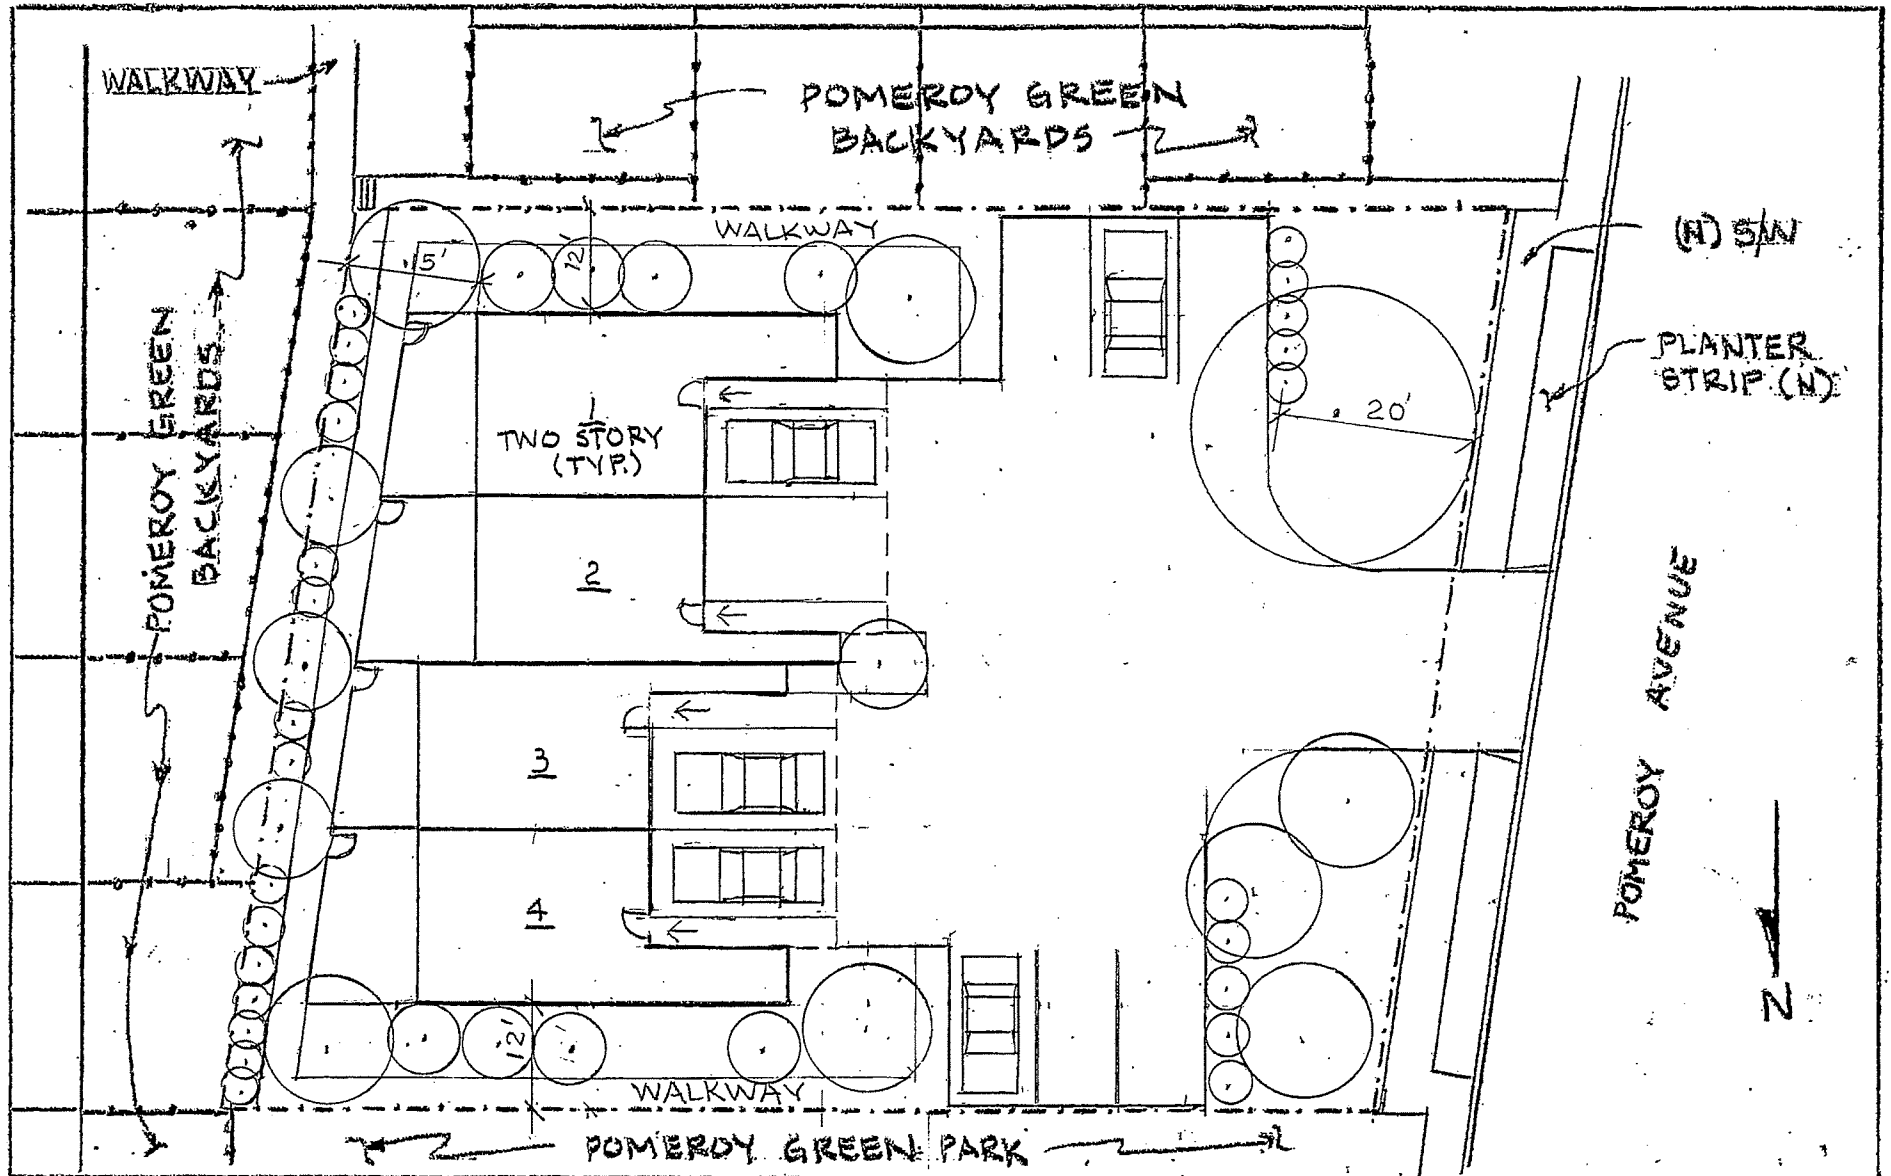 WALKWAY
POMEROY GREEN
BACKYARDS
WALKWAY
(N) S/W
5'
12'
PLANTER
STRIP (N)
POMEROY GREEN
BACKYARDS
20'
1
TWO STORY
(TYP.)
2
POMEROY AVENUE
3
4
12'
N
WALKWAY
POMEROY GREEN PARK